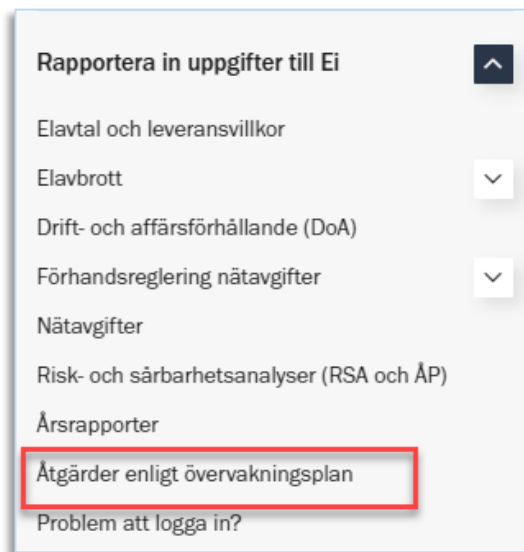 Rapportera in uppgifter till Ei
Elavtal och leveransvillkor
Elavbrott
Drift- och affärsförhållande (DoA)
Förhandsreglering nätavgifter
Nätavgifter
Risk- och sårbarhetsanalyser (RSA och ÅP)
Årsrapporter
Åtgärder enligt övervakningsplan
Problem att logga in?